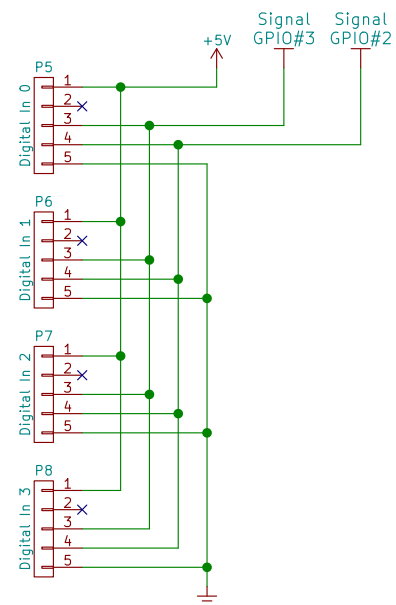 Signal
GPIO#3
Signal
GPIO#2
+5V
P5
Digital In 0
1
2
3
4
5
P6
Digital In 1
1
2
3
4
5
P7
Digital In 2
1
2
3
4
5
P8
Digital In 3
1
2
3
4
5